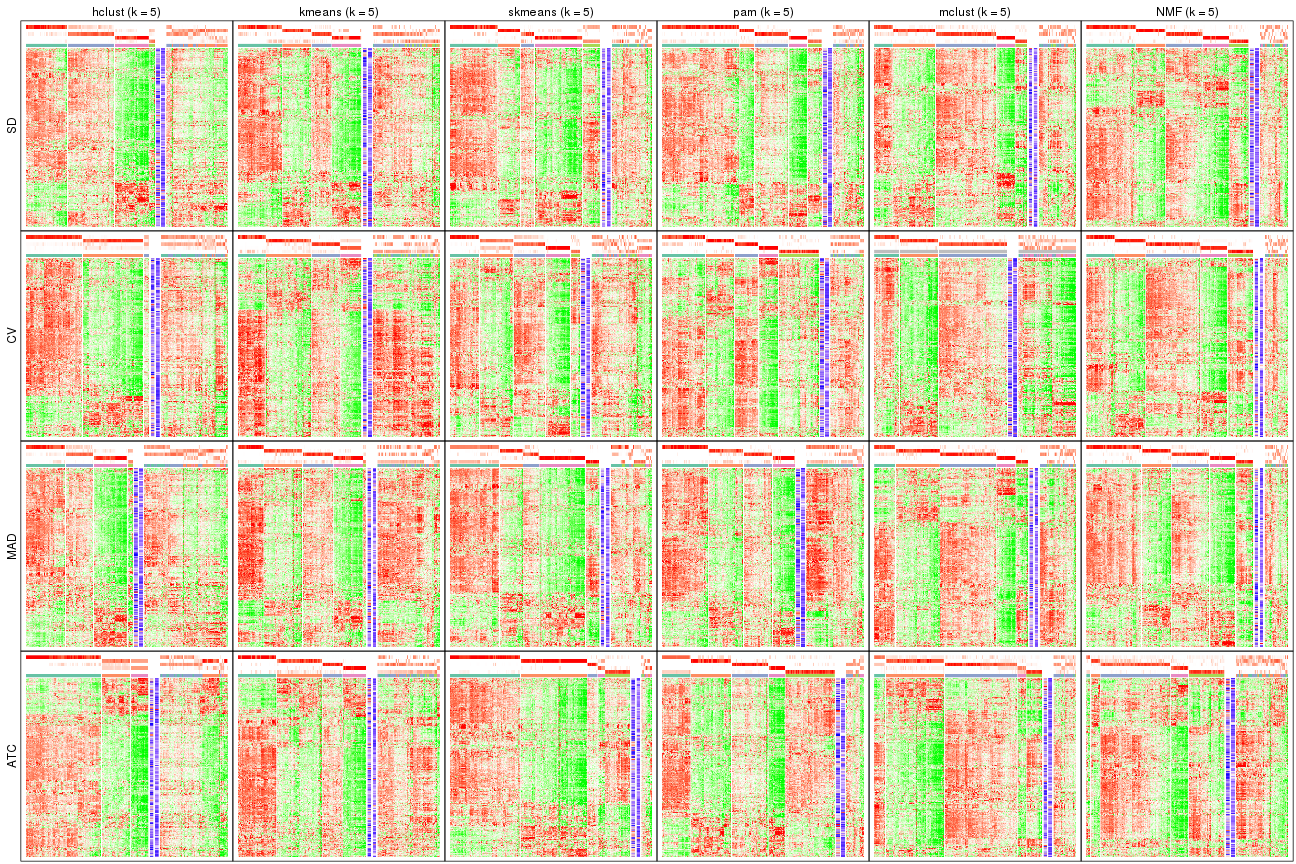 hclust (k = 5) kmeans (k = 5) skmeans (k = 5) pam (k = 5) mclust (k = 5) NMF (k = 5)
SD
CV
MAD
ATC